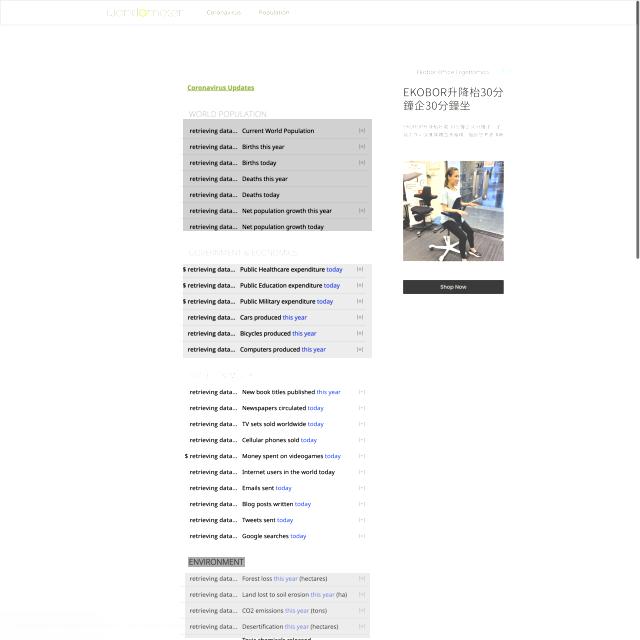 worldometer
Coronavirus
Population
Coronavirus Updates
WORLD POPULATION
retrieving data... Current World Population [+]
retrieving data... Births this year [+]
retrieving data... Births today [+]
retrieving data... Deaths this year
retrieving data... Deaths today
retrieving data... Net population growth this year [+]
retrieving data... Net population growth today
GOVERNMENT & ECONOMICS
$ retrieving data... Public Healthcare expenditure today [+]
$ retrieving data... Public Education expenditure today [+]
$ retrieving data... Public Military expenditure today [+]
retrieving data... Cars produced this year [+]
retrieving data... Bicycles produced this year [+]
retrieving data... Computers produced this year [+]
retrieving data... New book titles published this year [+]
retrieving data... Newspapers circulated today [+]
retrieving data... TV sets sold worldwide today [+]
retrieving data... Cellular phones sold today [+]
$ retrieving data... Money spent on videogames today [+]
retrieving data... Internet users in the world today [+]
retrieving data... Emails sent today [+]
retrieving data... Blog posts written today [+]
retrieving data... Tweets sent today [+]
retrieving data... Google searches today [+]
ENVIRONMENT
retrieving data... Forest loss this year (hectares) [+]
retrieving data... Land lost to soil erosion this year (ha) [+]
retrieving data... CO2 emissions this year (tons) [+]
retrieving data... Desertification this year (hectares) [+]
Toxic chemicals released
EKOBOR升降枱30分
鐘企30分鐘坐
Shop Now